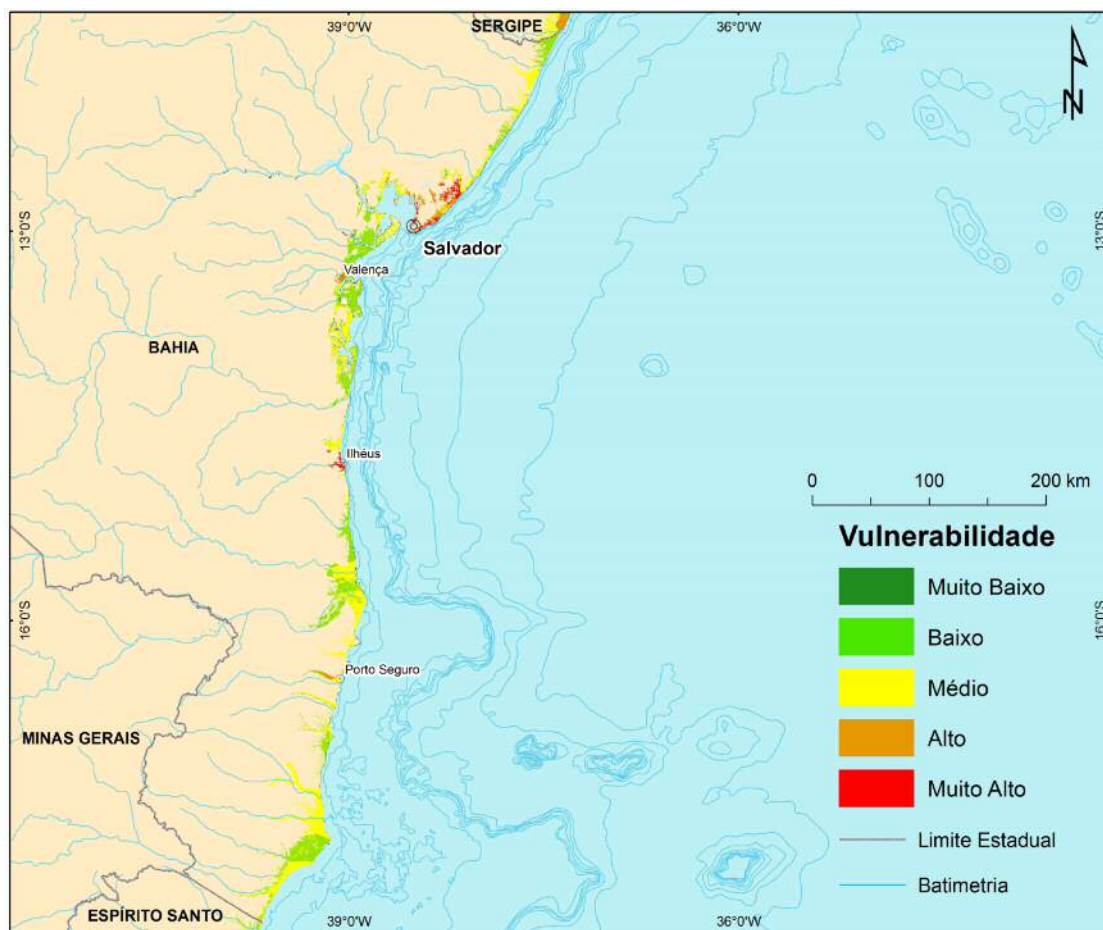 39°0'W
36°0'W
SERGIPE
N
13°0'S
13°0'S
Salvador
Valença
BAHIA
Ilhéus
0 100 200 km
Vulnerabilidade
Muito Baixo
Baixo
Médio
Alto
Muito Alto
Limite Estadual
Batimetria
16°0'S
16°0'S
Porto Seguro
MINAS GERAIS
ESPÍRITO SANTO
39°0'W
36°0'W